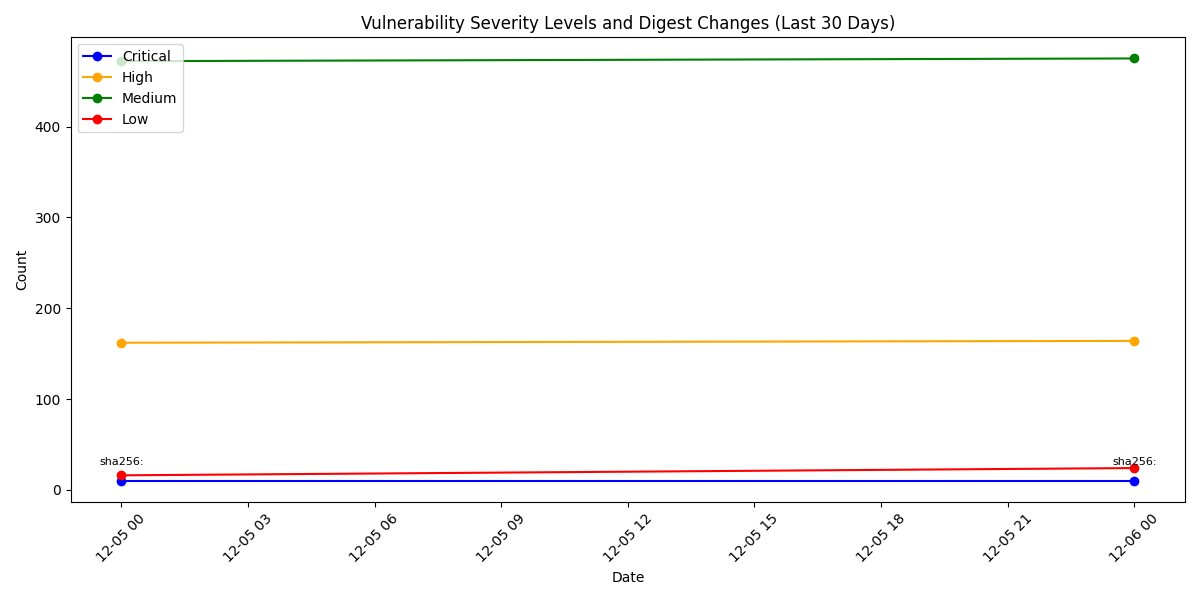 Vulnerability Severity Levels and Digest Changes (Last 30 Days)
Critical
High
Medium
Low
Count
400
300
200
100
0
sha256:
sha256:
12-05 00
12-05 03
12-05 06
12-05 09
12-05 12
12-05 15
12-05 18
12-05 21
12-06 00
Date